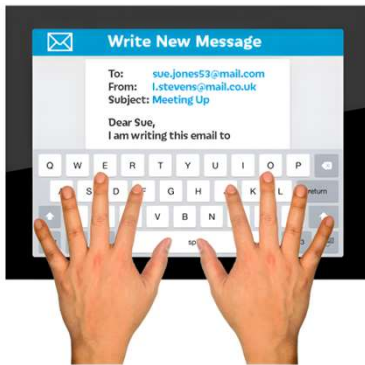 Write New Message
To: sue.jones53@mail.com
From: l.stevens@mail.co.uk
Subject: Meeting Up
Dear Sue,
I am writing this email to
Q W E R T Y U I O P
S D G H K L return
V B N